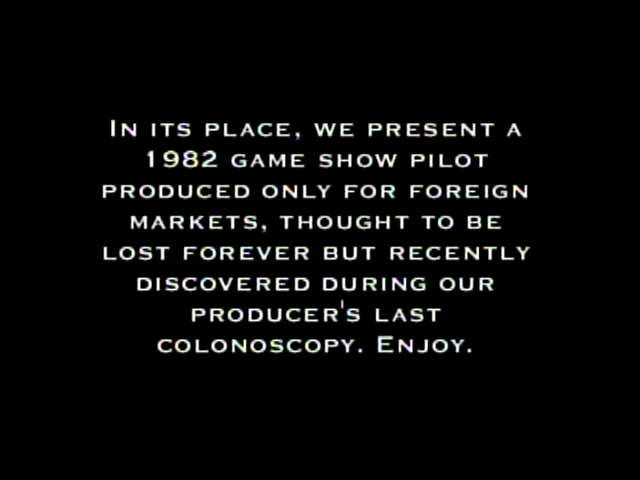 In its place, we present a
1982 game show pilot
produced only for foreign
markets, thought to be
lost forever but recently
discovered during our
producer's last
colonoscopy. Enjoy.